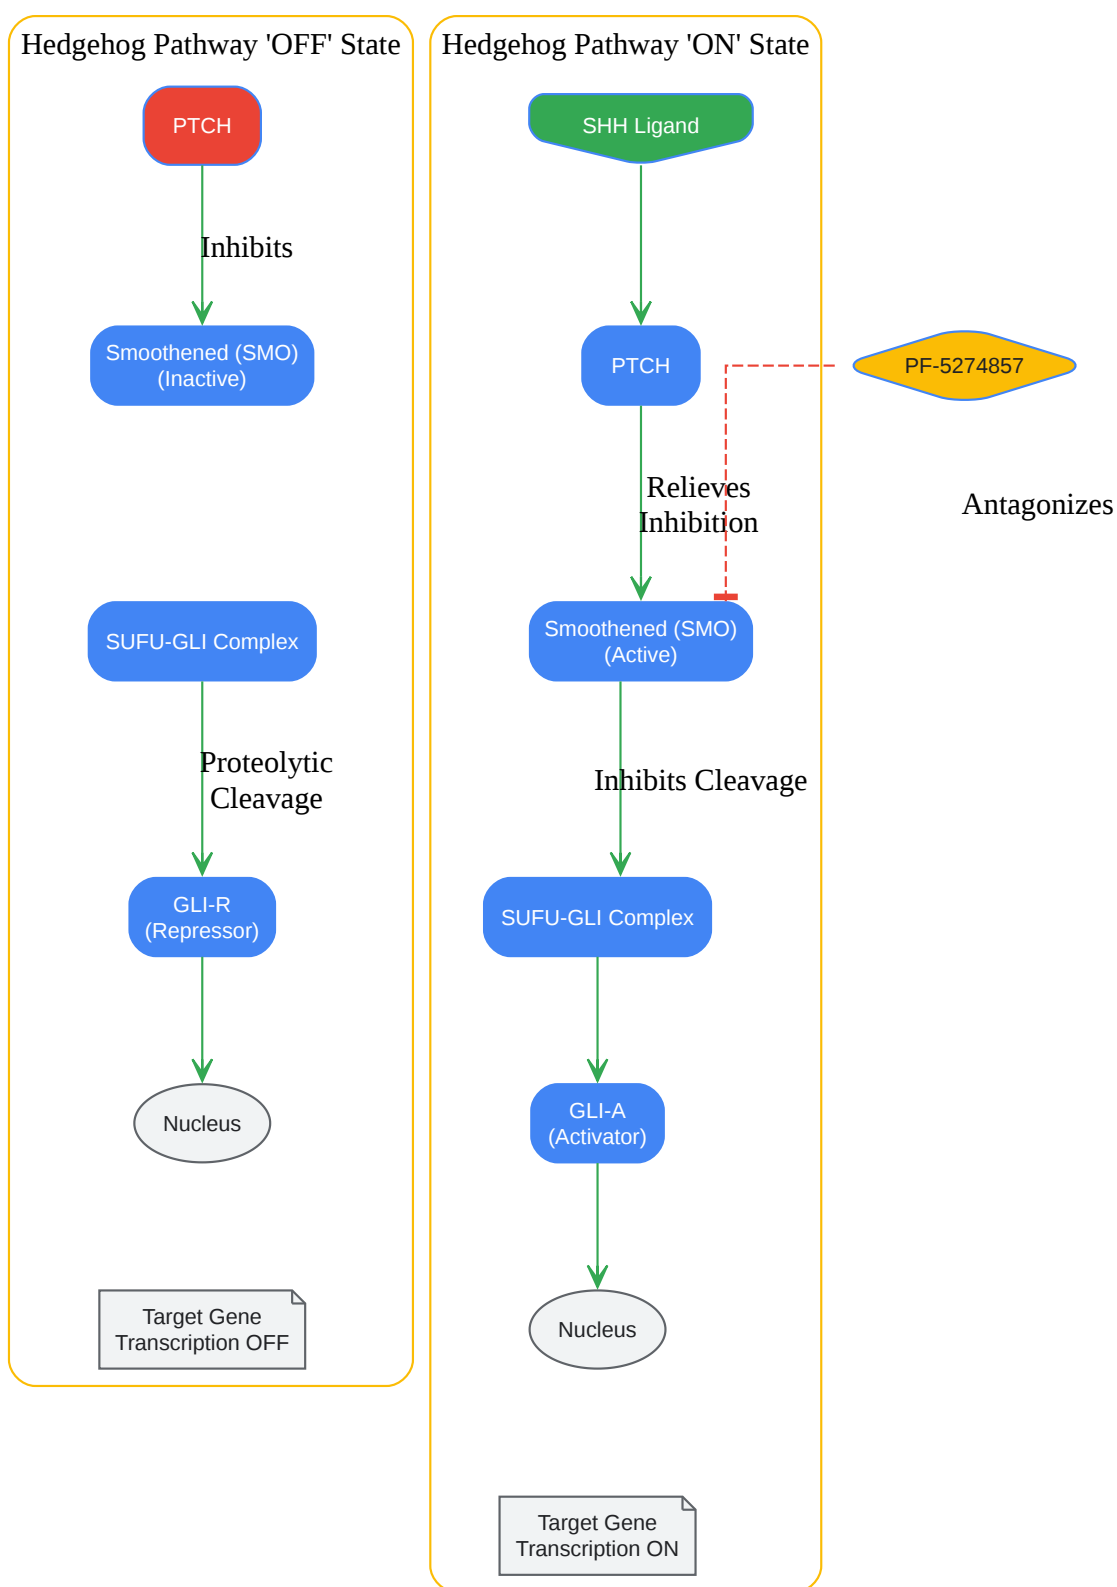 Hedgehog Pathway 'OFF' State
PTCH
Inhibits
Smoothened (SMO)
(Inactive)
SUFU-GLI Complex
Proteolytic
Cleavage
GLI-R
(Repressor)
Nucleus
Target Gene
Transcription OFF
Hedgehog Pathway 'ON' State
SHH Ligand
PTCH
Relieves
Inhibition
Smoothened (SMO)
(Active)
Inhibits Cleavage
SUFU-GLI Complex
GLI-A
(Activator)
Nucleus
Target Gene
Transcription ON
PF-5274857
Antagonizes